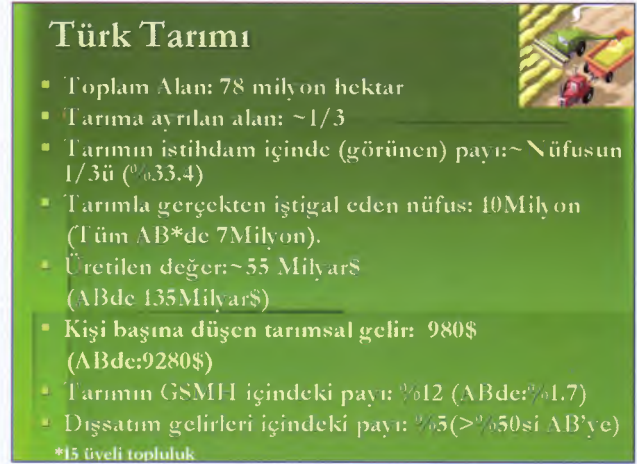 Türk Tarımı
Toplam Alan: 78 milyon hektar
Tarıma ayrılan alan: ~1/3
Tarımın istihdam içinde (görünen) payı:~ Nüfusun
1/3ü (%33.4)
Tarımla gerçekten iştigal eden nüfus: 10Milyon
(Tüm AB*de 7Milyon).
Üretilen değer:~55 Milyar$
(ABde 135Milyar$)
Kişi başına düşen tarımsal gelir: 980$
(ABde:9280$)
Tarımın GSMH içindeki payı: %12 (ABde:%1.7)
Dışsatım gelirleri içindeki payı: %5(>%50si AB'ye)
*15 üyeli topluluk